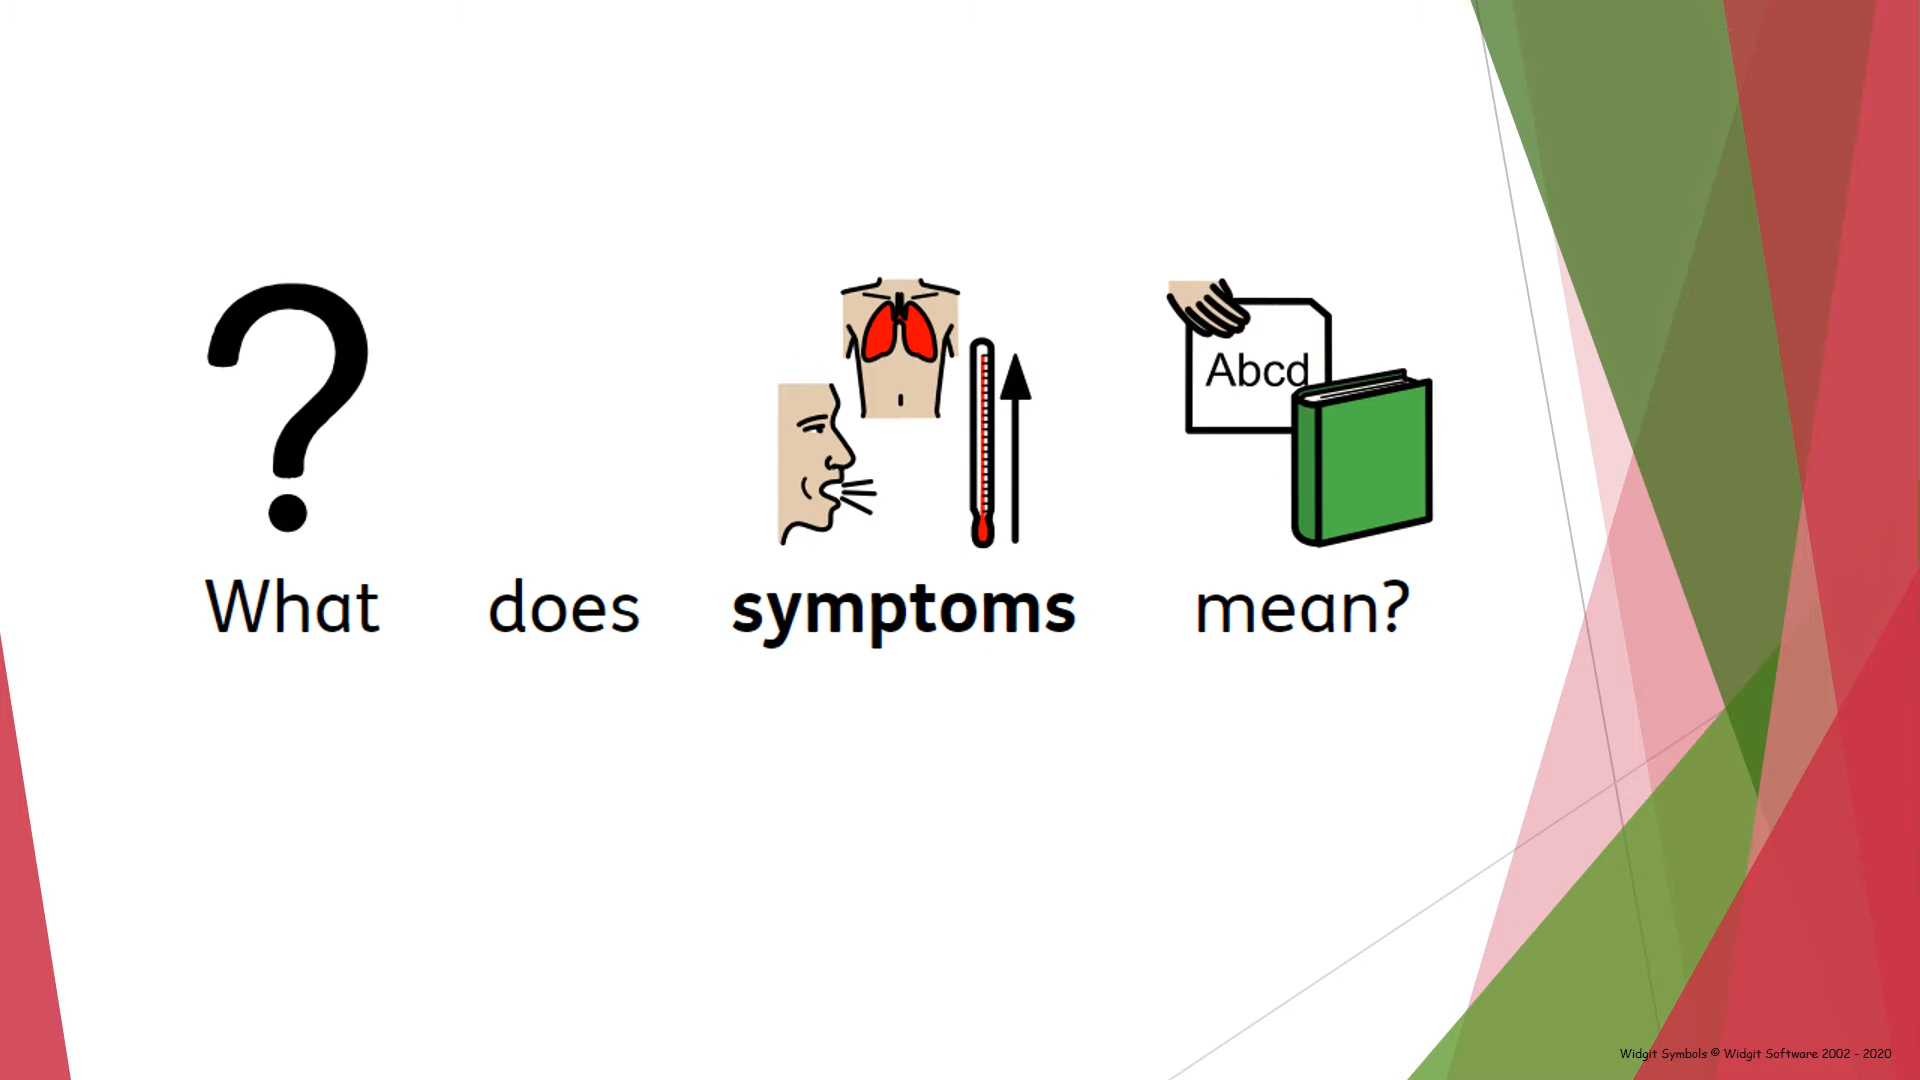 ?
Abcd
What does symptoms mean?
Widgit Symbols © Widgit Software 2002 - 2020